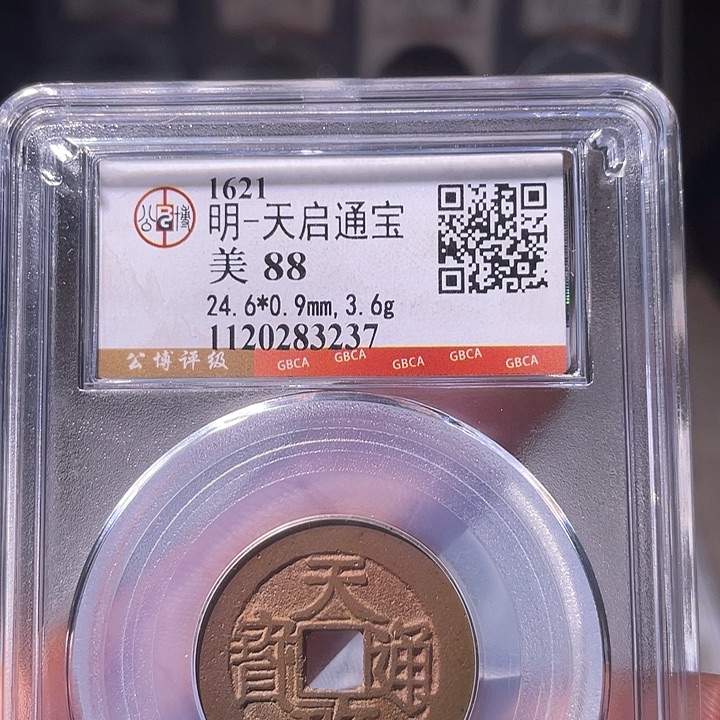 1621
公博
G
明-天启通宝
美 88
24.6*0.9mm,3.6g
1120283237
公博评级 GBCA GBCA GBCA GBCA GBCA
天
寳 通